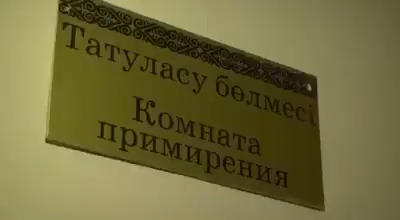 Татуласу бөлмесі
Комната
примирения